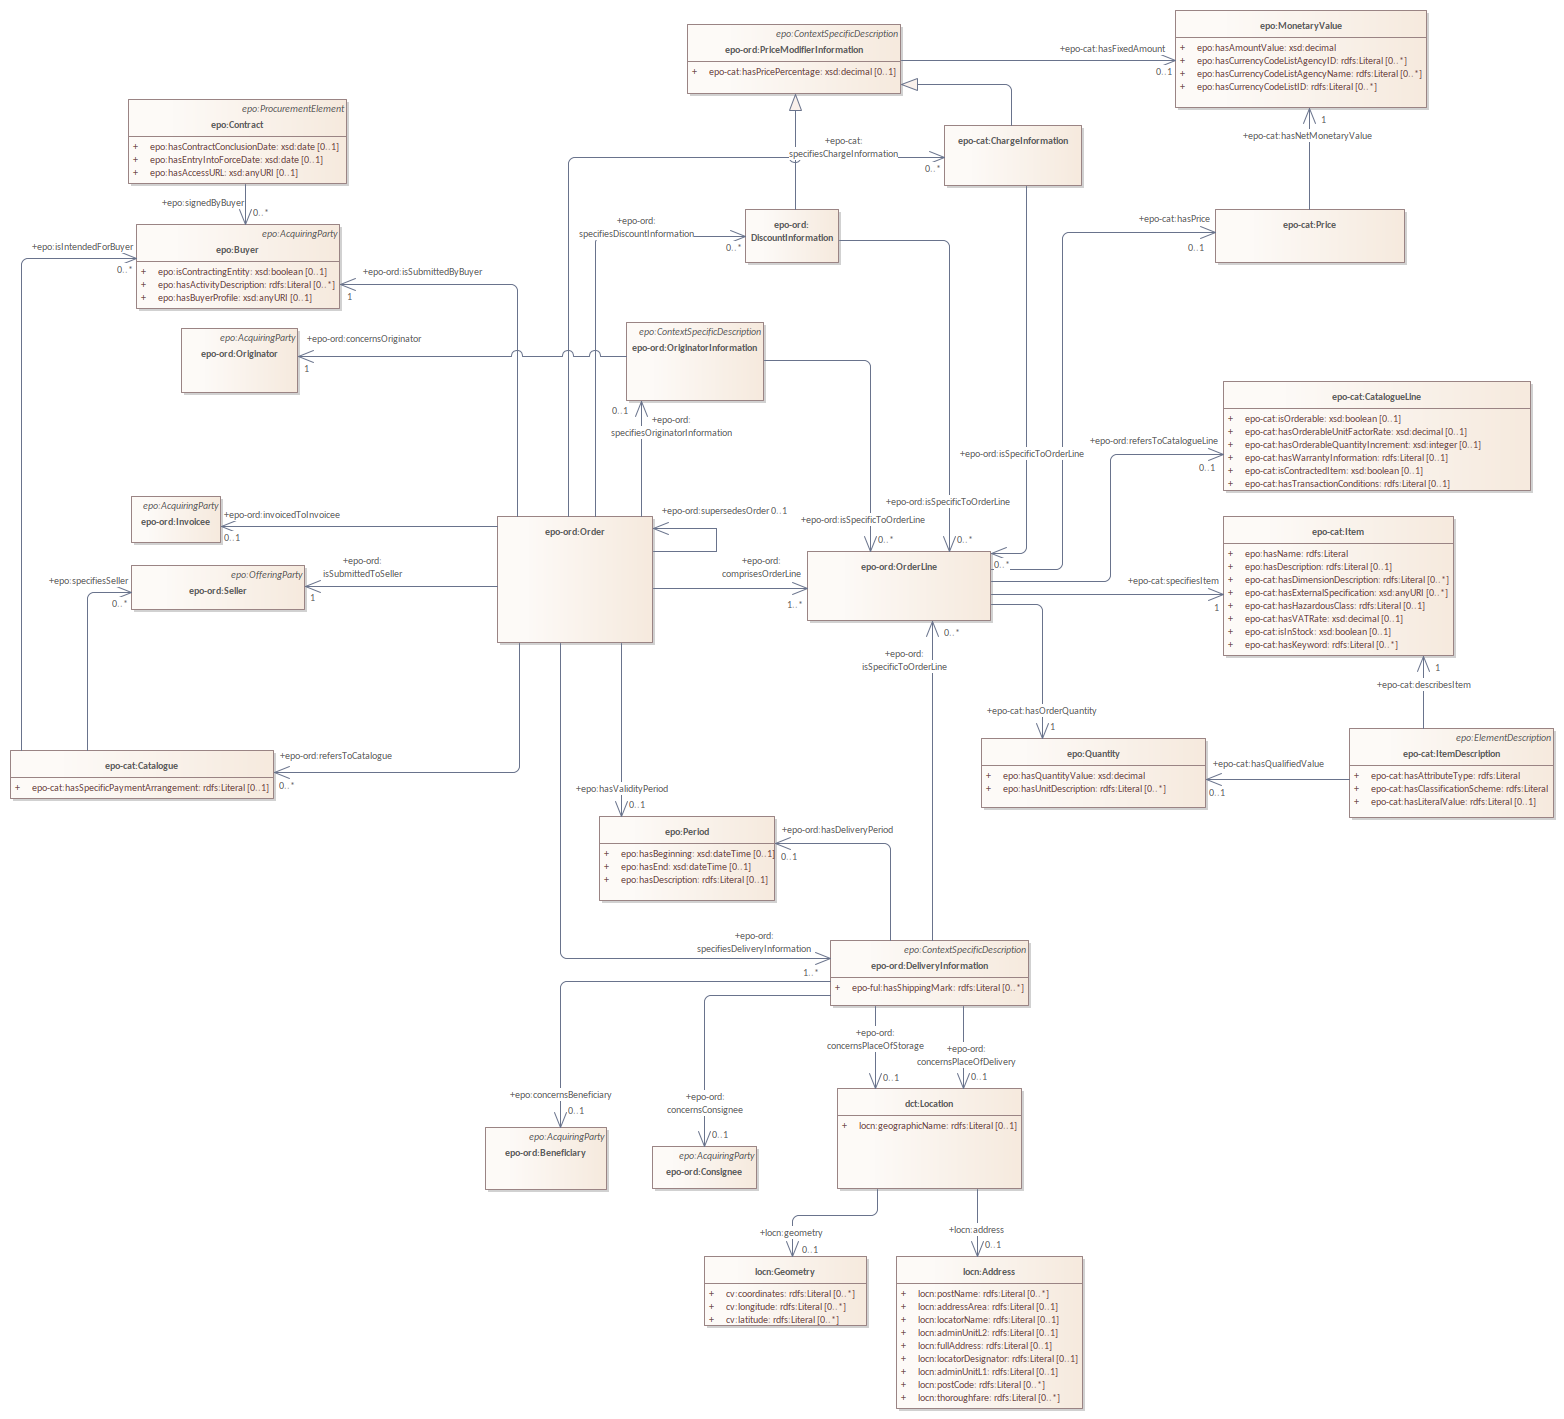 epo:ContextSpecificDescription
epo-ord:PriceModifierInformation
+ epo-cat:hasPricePercentage: xsd:decimal [0..1]
+epo-cat:hasFixedAmount
0..1
epo:MonetaryValue
+ epo:hasAmountValue: xsd:decimal
+ epo:hasCurrencyCodeListAgencyID: rdfs:Literal [0..*]
+ epo:hasCurrencyCodeListAgencyName: rdfs:Literal [0..*]
+ epo:hasCurrencyCodeListID: rdfs:Literal [0..*]
1
+epo-cat:hasNetMonetaryValue
epo:ProcurementElement
epo:Contract
+ epo:hasContractConclusionDate: xsd:date [0..1]
+ epo:hasEntryIntoForceDate: xsd:date [0..1]
+ epo:hasAccessURL: xsd:anyURI [0..1]
+epo:signedByBuyer
0..*
+epo-cat:
specifiesChargeInformation
0..*
epo-cat:ChargeInformation
+epo:isIntendedForBuyer
0..*
epo:AcquiringParty
epo:Buyer
+ epo:isContractingEntity: xsd:boolean [0..1]
+ epo:hasActivityDescription: rdfs:Literal [0..*]
+ epo:hasBuyerProfile: xsd:anyURI [0..1]
+epo-ord:isSubmittedByBuyer
1
+epo-ord:
specifiesDiscountInformation
0..*
epo-ord:
DiscountInformation
+epo-cat:hasPrice
0..1
epo-cat:Price
epo:AcquiringParty
epo-ord:Originator
+epo-ord:concernsOriginator
1
epo:ContextSpecificDescription
epo-ord:OriginatorInformation
0..1
+epo-ord:
specifiesOriginatorInformation
epo-cat:CatalogueLine
+ epo-cat:isOrderable: xsd:boolean [0..1]
+ epo-cat:hasOrderableUnitFactorRate: xsd:decimal [0..1]
+ epo-cat:hasOrderableQuantityIncrement: xsd:integer [0..1]
+ epo-cat:hasWarrantyInformation: rdfs:Literal [0..1]
+ epo-cat:isContractedItem: xsd:boolean [0..1]
+ epo-cat:hasTransactionConditions: rdfs:Literal [0..1]
+epo-ord:refersToCatalogueLine
0..1
+epo-ord:isSpecificToOrderLine
+epo-ord:isSpecificToOrderLine
+epo-ord:isSpecificToOrderLine
0..*
0..*
0..*
epo:AcquiringParty
epo-ord:Invoicee
+epo-ord:invoicedToInvoicee
0..1
epo-ord:Order
+epo-ord:supersedesOrder 0..1
+epo-ord:
comprisesOrderLine
1..*
epo-ord:OrderLine
+epo-cat:specifiesItem
1
epo-cat:Item
+ epo:hasName: rdfs:Literal
+ epo:hasDescription: rdfs:Literal [0..1]
+ epo-cat:hasDimensionDescription: rdfs:Literal [0..*]
+ epo-cat:hasExternalSpecification: xsd:anyURI [0..*]
+ epo-cat:hasHazardousClass: rdfs:Literal [0..1]
+ epo-cat:hasVATRate: xsd:decimal [0..1]
+ epo-cat:isInStock: xsd:boolean [0..1]
+ epo-cat:hasKeyword: rdfs:Literal [0..*]
+epo:specifiesSeller
0..*
epo:OfferingParty
epo-ord:Seller
+epo-ord:
isSubmittedToSeller
1
0..*
+epo-ord:
isSpecificToOrderLine
1
+epo-cat:describesItem
+epo-cat:hasOrderQuantity
1
epo:Quantity
+ epo:hasQuantityValue: xsd:decimal
+ epo:hasUnitDescription: rdfs:Literal [0..*]
+epo-cat:hasQualifiedValue
0..1
epo:ElementDescription
epo-cat:ItemDescription
+ epo-cat:hasAttributeType: rdfs:Literal
+ epo-cat:hasClassificationScheme: rdfs:Literal
+ epo-cat:hasLiteralValue: rdfs:Literal [0..1]
epo-cat:Catalogue
+ epo-cat:hasSpecificPaymentArrangement: rdfs:Literal [0..1]
+epo-ord:refersToCatalogue
0..*
+epo:hasValidityPeriod
0..1
epo:Period
+ epo:hasBeginning: xsd:dateTime [0..1]
+ epo:hasEnd: xsd:dateTime [0..1]
+ epo:hasDescription: rdfs:Literal [0..1]
+epo-ord:hasDeliveryPeriod
0..1
+epo-ord:
specifiesDeliveryInformation
1..*
epo:ContextSpecificDescription
epo-ord:DeliveryInformation
+ epo-ful:hasShippingMark: rdfs:Literal [0..*]
+epo-ord:
concernsPlaceOfStorage
0..1
+epo-ord:
concernsPlaceOfDelivery
0..1
+epo:concernsBeneficiary
0..1
epo:AcquiringParty
epo-ord:Beneficiary
+epo-ord:
concernsConsignee
0..1
epo:AcquiringParty
epo-ord:Consignee
dct:Location
+ locn:geographicName: rdfs:Literal [0..1]
+locn:geometry
0..1
+locn:address
0..1
locn:Geometry
+ cv:coordinates: rdfs:Literal [0..*]
+ cv:longitude: rdfs:Literal [0..*]
+ cv:latitude: rdfs:Literal [0..*]
locn:Address
+ locn:postName: rdfs:Literal [0..*]
+ locn:addressArea: rdfs:Literal [0..1]
+ locn:locatorName: rdfs:Literal [0..1]
+ locn:adminUnitL2: rdfs:Literal [0..1]
+ locn:fullAddress: rdfs:Literal [0..1]
+ locn:locatorDesignator: rdfs:Literal [0..1]
+ locn:adminUnitL1: rdfs:Literal [0..1]
+ locn:postCode: rdfs:Literal [0..*]
+ locn:thoroughfare: rdfs:Literal [0..*]